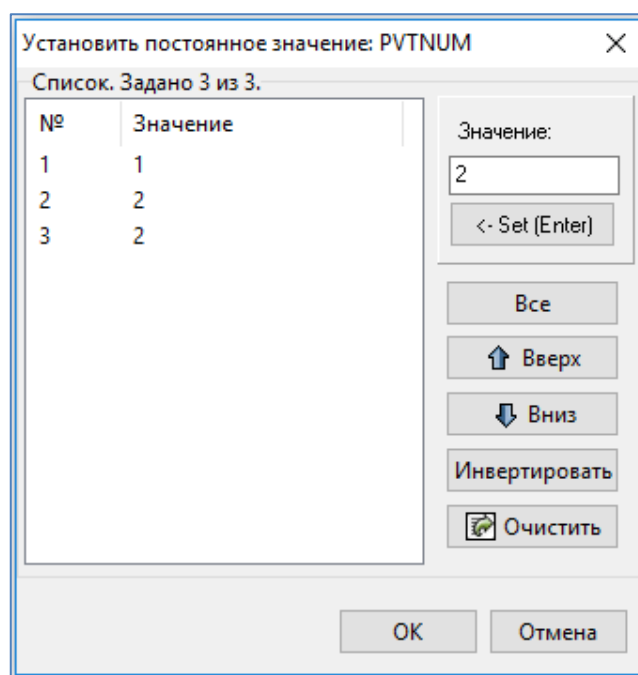 Установить постоянное значение: PVTNUM
Список. Задано 3 из 3.
№ Значение
1 1
2 2
3 2
Значение:
2
<- Set (Enter)
Все
Вверх
Вниз
Инвертировать
Очистить
OK
Отмена